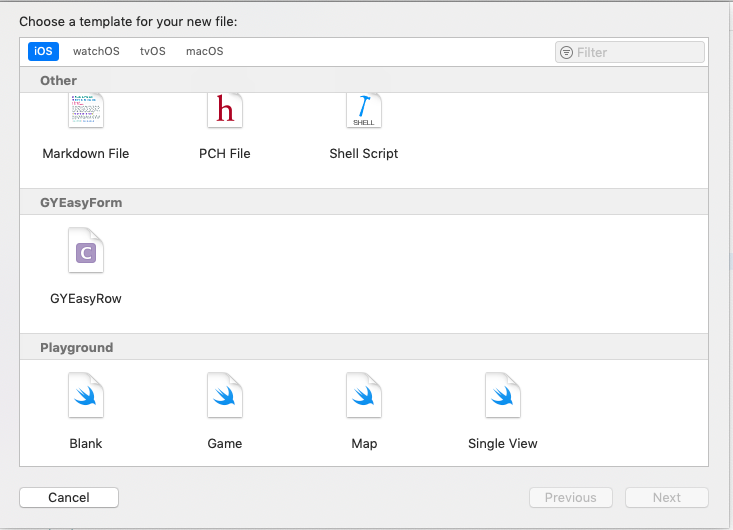 Choose a template for your new file:
iOS watchOS tvOS macOS Filter
Other
h SHELL
Markdown File PCH File Shell Script
GYEasyForm
C
GYEasyRow
Playground
Blank Game Map Single View
Cancel Previous Next